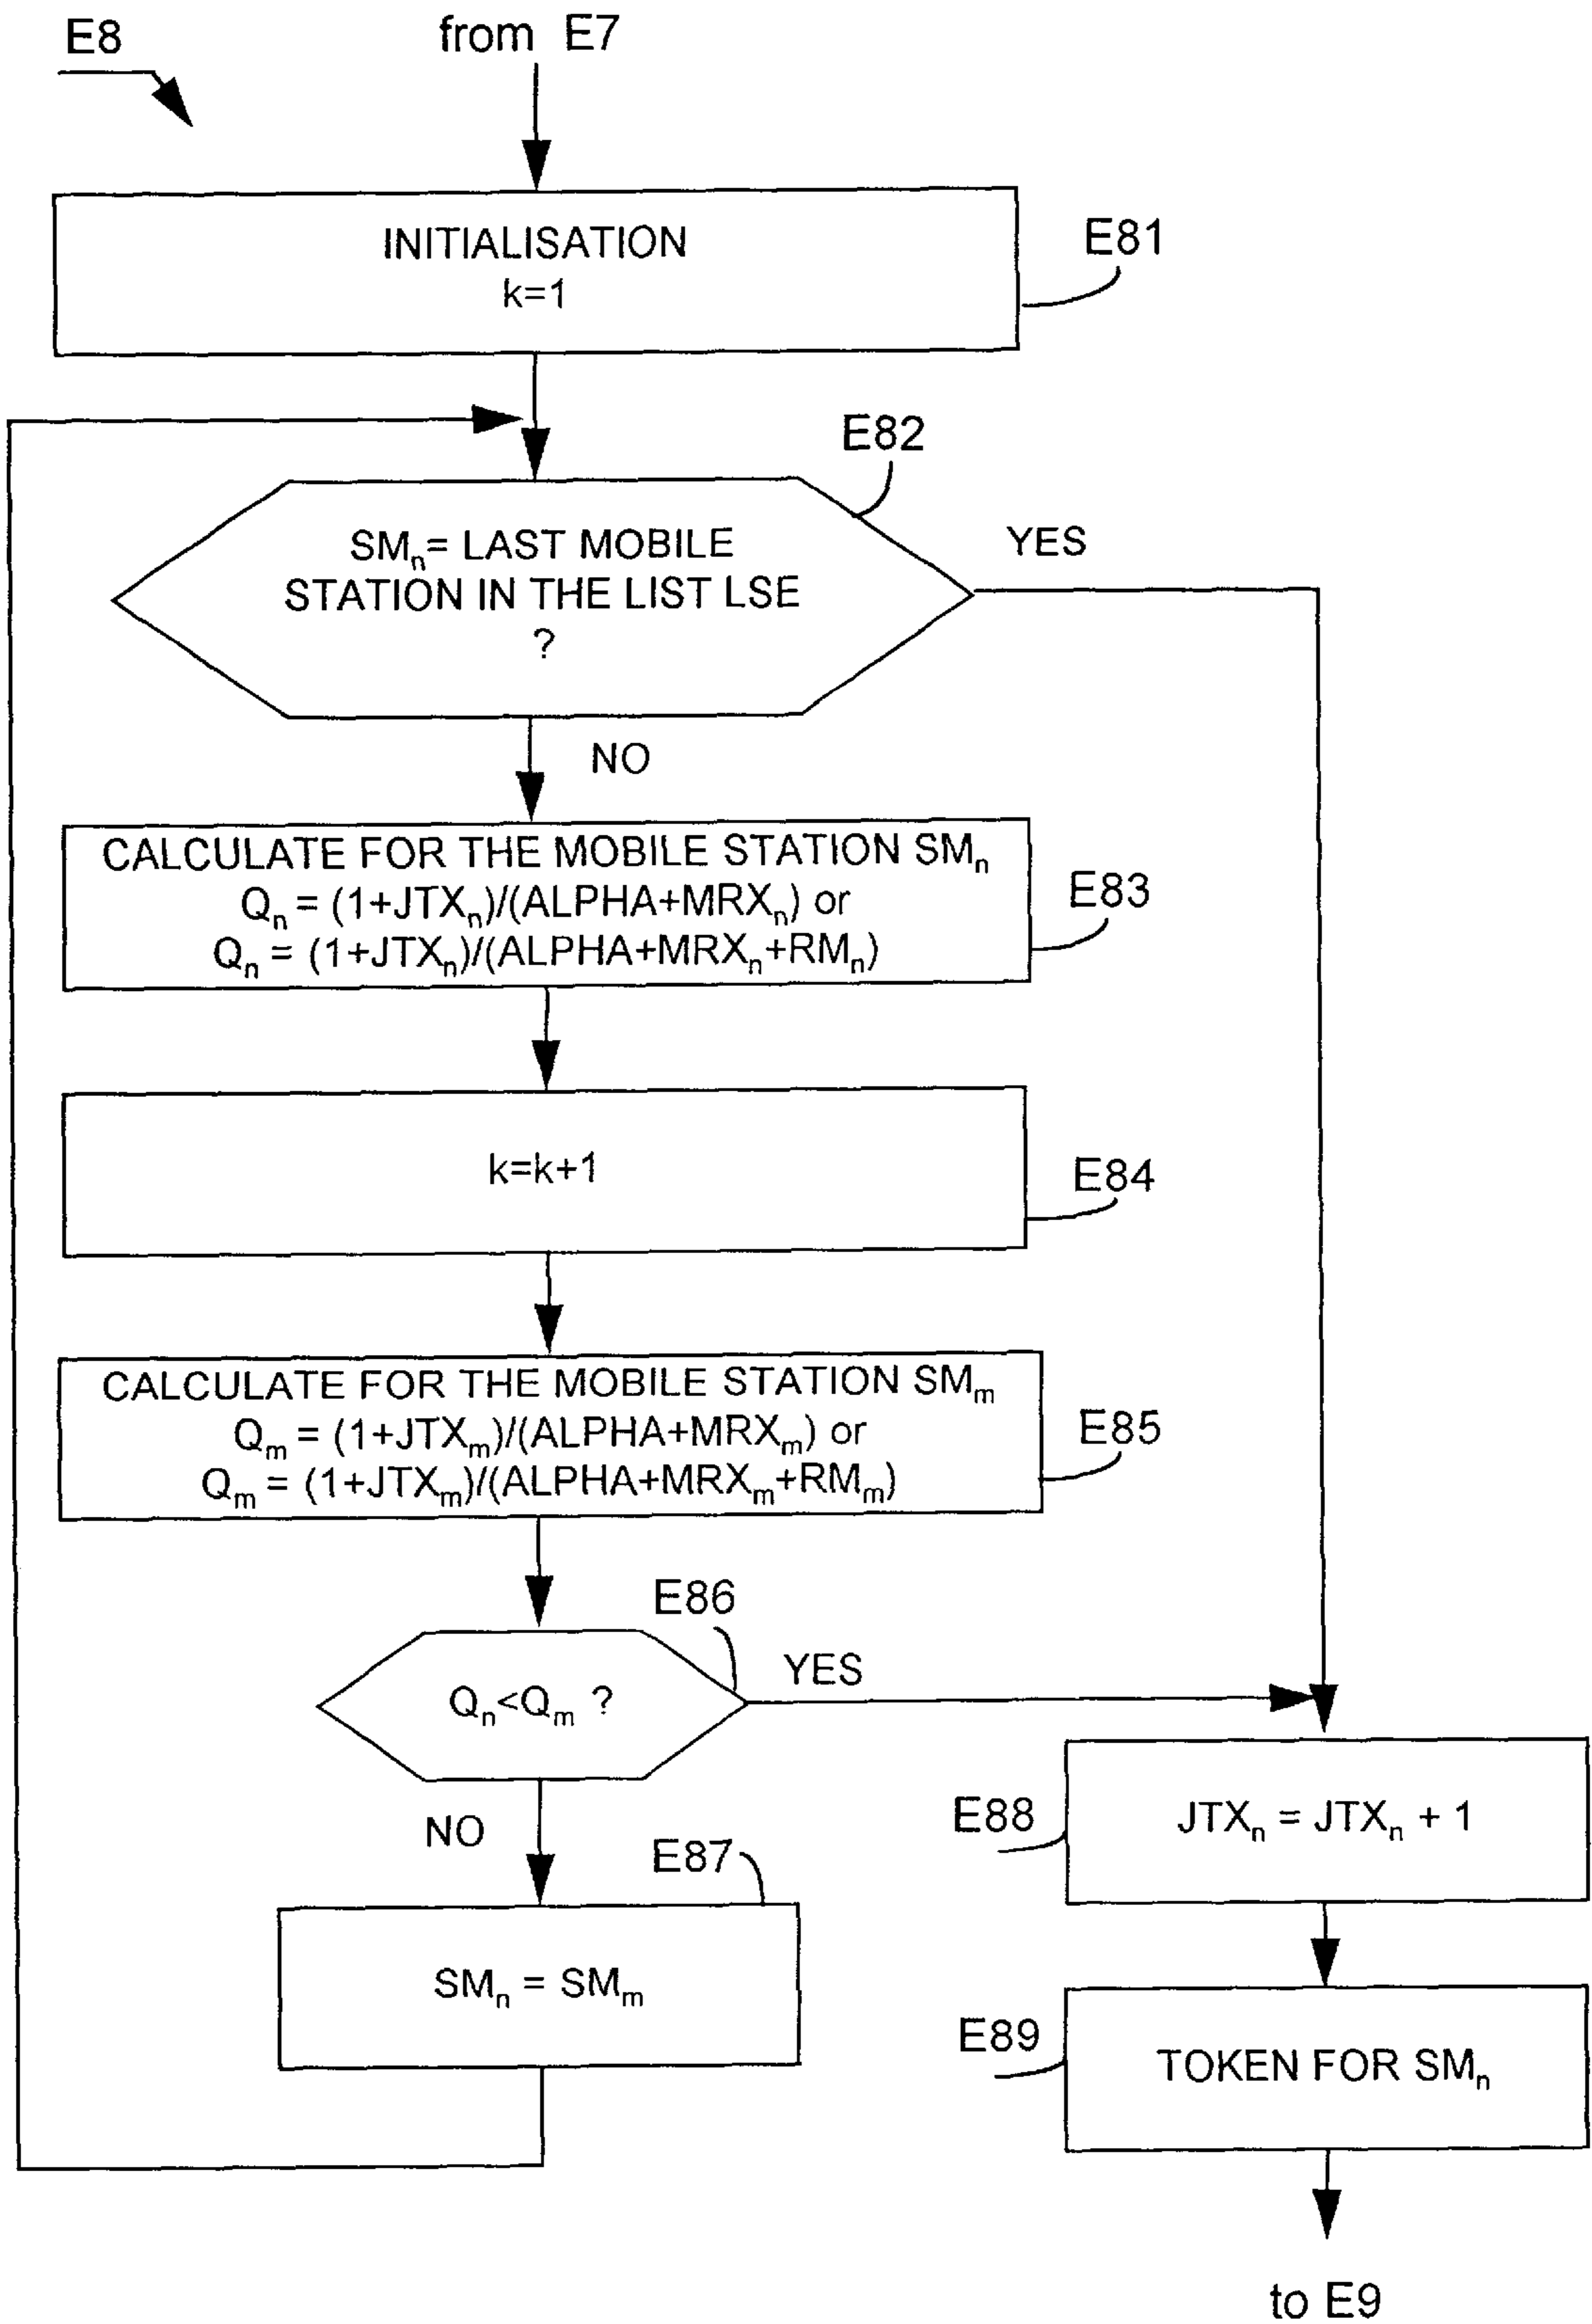 E8
from E7
INITIALISATION
k=1
E81
E82
SMn= LAST MOBILE
STATION IN THE LIST LSE
?
YES
NO
CALCULATE FOR THE MOBILE STATION SMn
Qn = (1+JTXn)/(ALPHA+MRXn) or
Qn = (1+JTXn)/(ALPHA+MRXn+RMn)
E83
k=k+1
E84
CALCULATE FOR THE MOBILE STATION SMm
Qm = (1+JTXm)/(ALPHA+MRXm) or
Qm = (1+JTXm)/(ALPHA+MRXm+RMm)
E85
E86
Qn<Qm ?
YES
NO
E87
SMn = SMm
E88
JTXn = JTXn + 1
E89
TOKEN FOR SMn
to E9